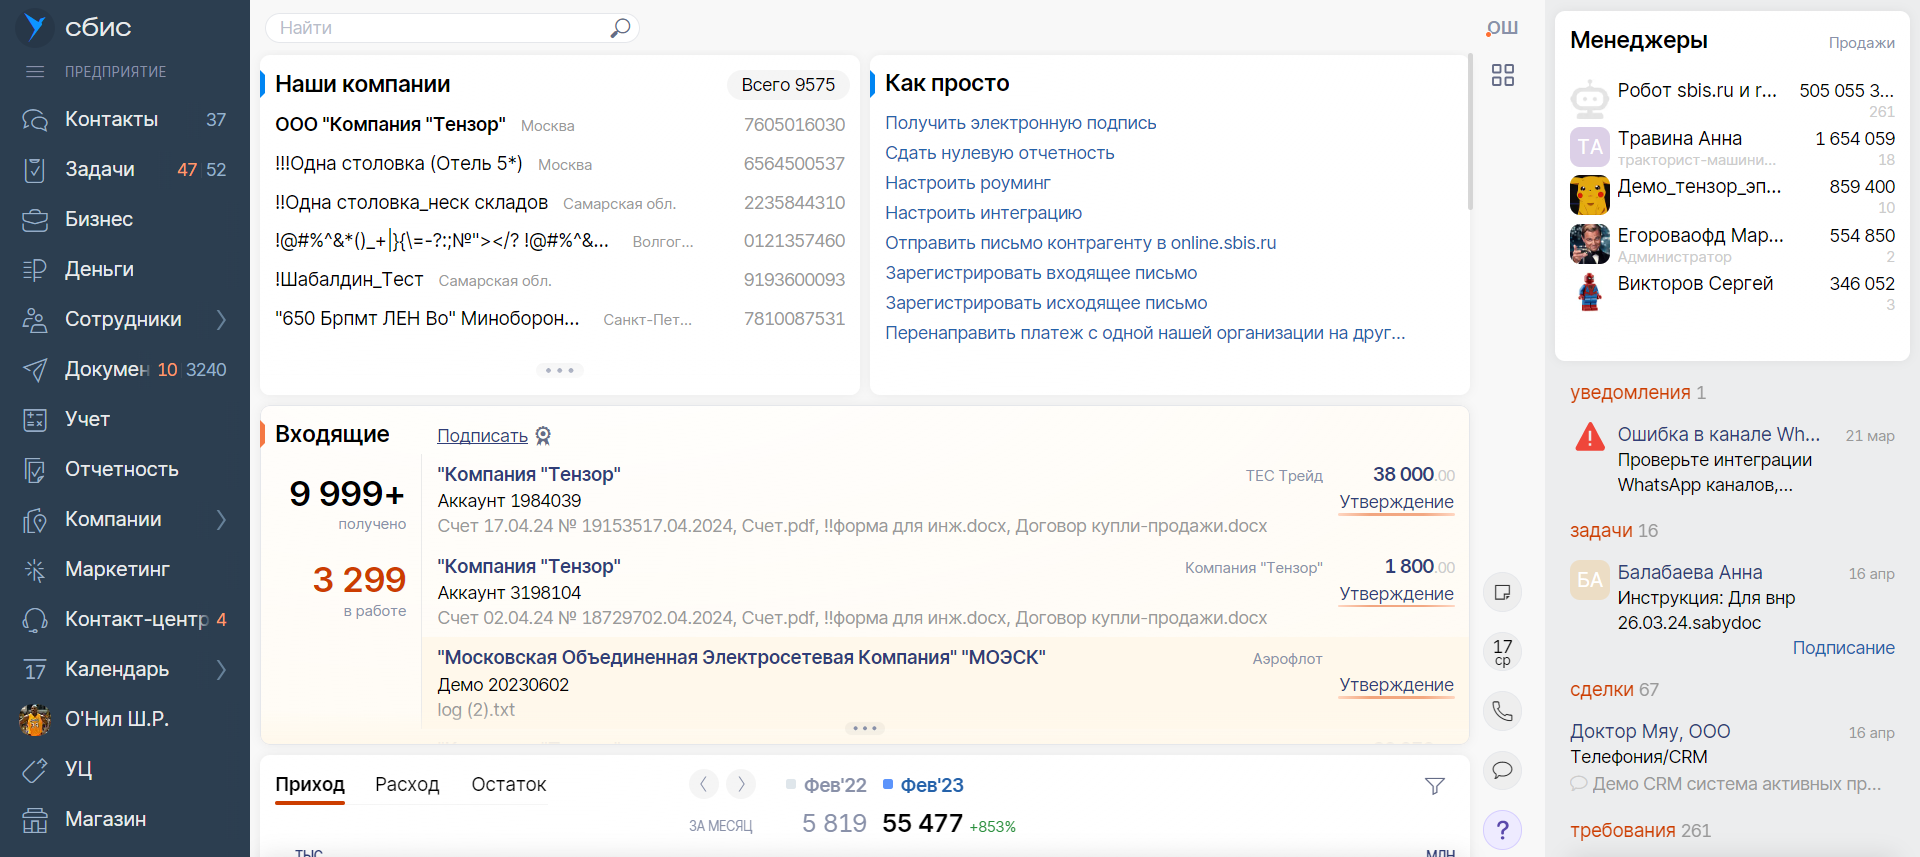 сбис
ПРЕДПРИЯТИЕ
Контакты 37
Задачи 47 52
Бизнес
Деньги
Сотрудники
Докумен 10 3240
Учет
Отчетность
Компании
Маркетинг
Контакт-центр 4
17 Календарь
О'Нил Ш.Р.
УЦ
Магазин
Найти
ОШ
Наши компании Всего 9575
ООО "Компания "Тензор" Москва 7605016030
!!!Одна столовка (Отель 5*) Москва 6564500537
!!Одна столовка_неск складов Самарская обл. 2235844310
!@#%^&*()_+|}{\=-?:;№"></? !@#%^&... Волгог... 0121357460
!Шабалдин_Тест Самарская обл. 9193600093
"650 Брпмт ЛЕН Во" Миноборон... Санкт-Пет... 7810087531
Как просто
Получить электронную подпись
Сдать нулевую отчетность
Настроить роуминг
Настроить интеграцию
Отправить письмо контрагенту в online.sbis.ru
Зарегистрировать входящее письмо
Зарегистрировать исходящее письмо
Перенаправить платеж с одной нашей организации на друг...
Входящие Подписать
9 999+
получено
3 299
в работе
"Компания "Тензор" ТЕС Трейд 38 000.00
Аккаунт 1984039 Утверждение
Счет 17.04.24 № 19153517.04.2024, Счет.pdf, !!форма для инж.docx, Договор купли-продажи.docx
"Компания "Тензор" Компания "Тензор" 1 800.00
Аккаунт 3198104 Утверждение
Счет 02.04.24 № 18729702.04.2024, Счет.pdf, !!форма для инж.docx, Договор купли-продажи.docx
"Московская Объединенная Электросетевая Компания" "МОЭСК" Аэрофлот
Демо 20230602 Утверждение
log (2).txt
Приход Расход Остаток
Фев'22 Фев'23
ЗА МЕСЯЦ 5 819 55 477 +853%
тыс млн
17
ср
?
Менеджеры Продажи
Робот sbis.ru и r... 505 055 3...
261
ТА Травина Анна 1 654 059
тракторист-машини... 18
Демо_тензор_эп... 859 400
10
Егороваофд Мар... 554 850
Администратор 2
Викторов Сергей 346 052
3
уведомления 1
Ошибка в канале Wh... 21 мар
Проверьте интеграции
WhatsApp каналов,...
задачи 16
БА Балабаева Анна 16 апр
Инструкция: Для внр
26.03.24.sabydoc
Подписание
сделки 67
Доктор Мяу, ООО 16 апр
Телефония/CRM
Демо CRM система активных пр...
требования 261